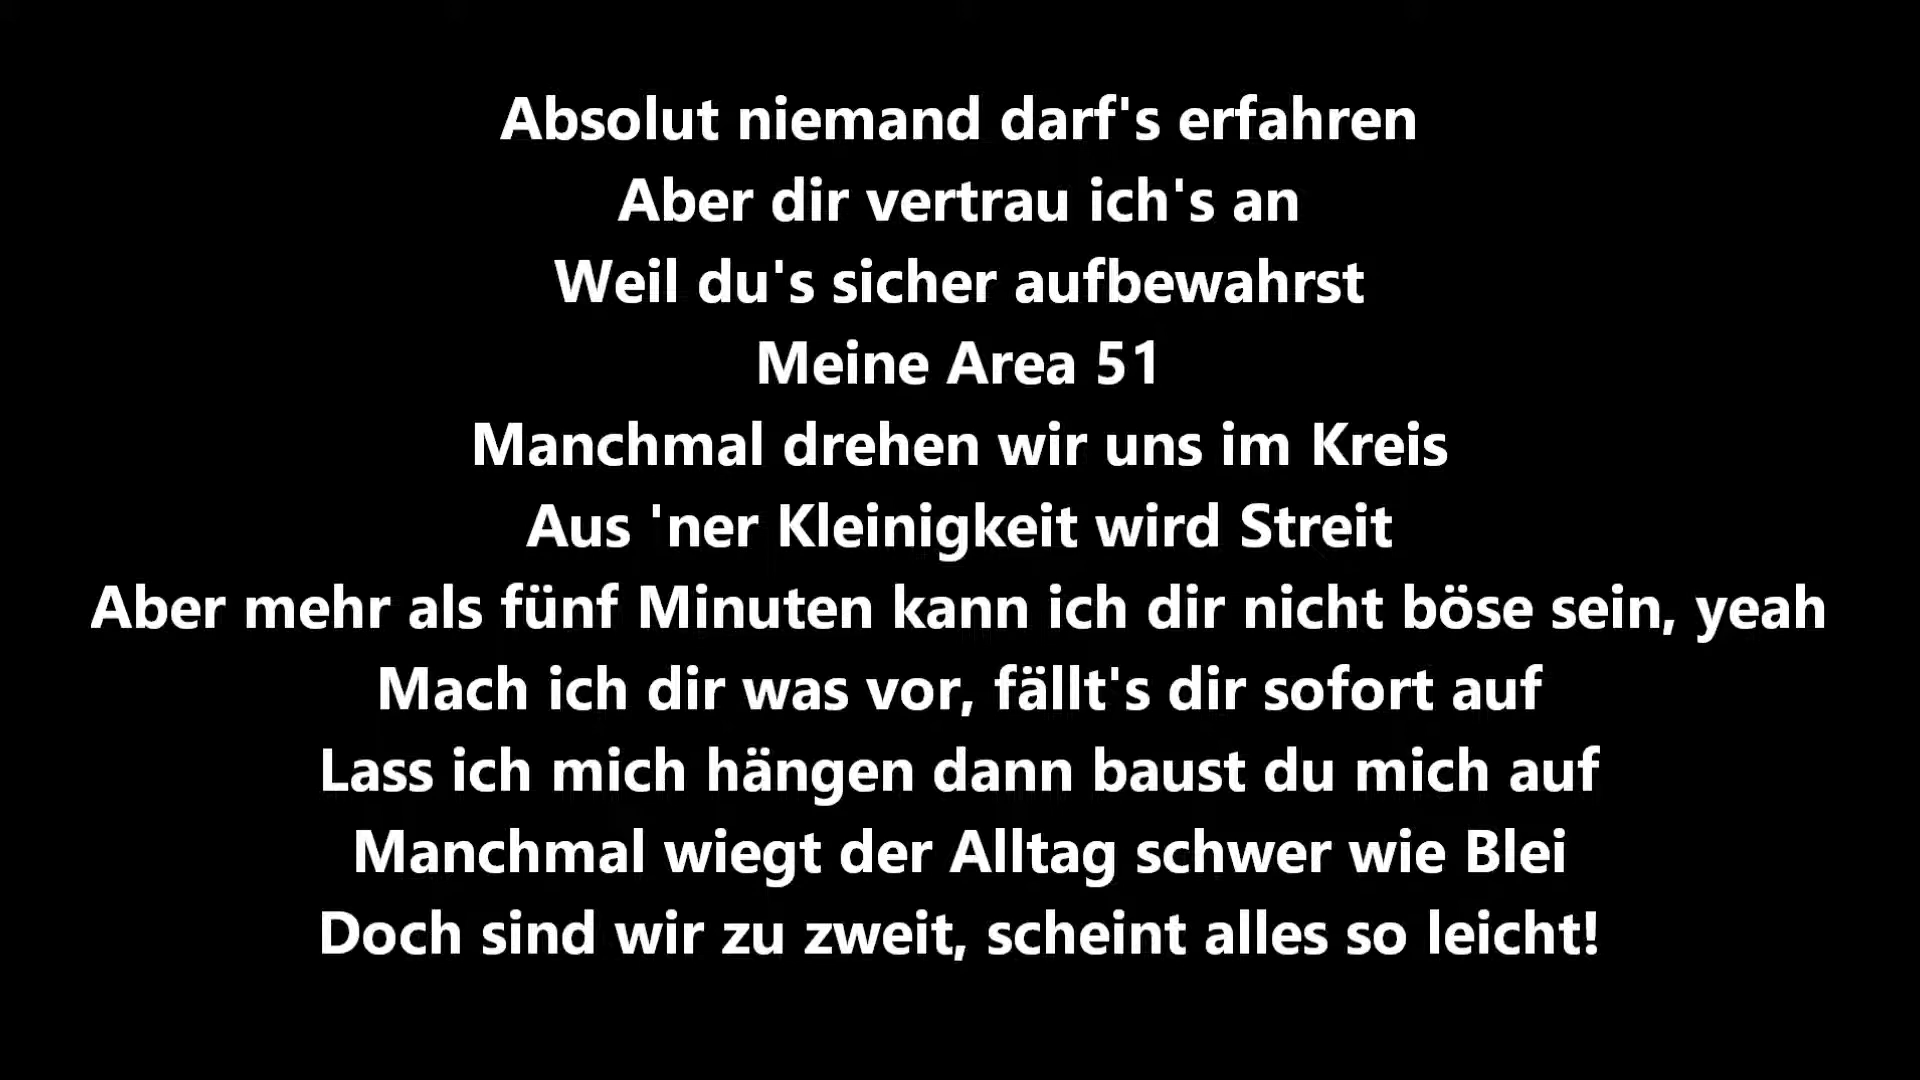 Absolut niemand darf's erfahren
Aber dir vertrau ich's an
Weil du's sicher aufbewahrst
Meine Area 51
Manchmal drehen wir uns im Kreis
Aus 'ner Kleinigkeit wird Streit
Aber mehr als fünf Minuten kann ich dir nicht böse sein, yeah
Mach ich dir was vor, fällt's dir sofort auf
Lass ich mich hängen dann baust du mich auf
Manchmal wiegt der Alltag schwer wie Blei
Doch sind wir zu zweit, scheint alles so leicht!